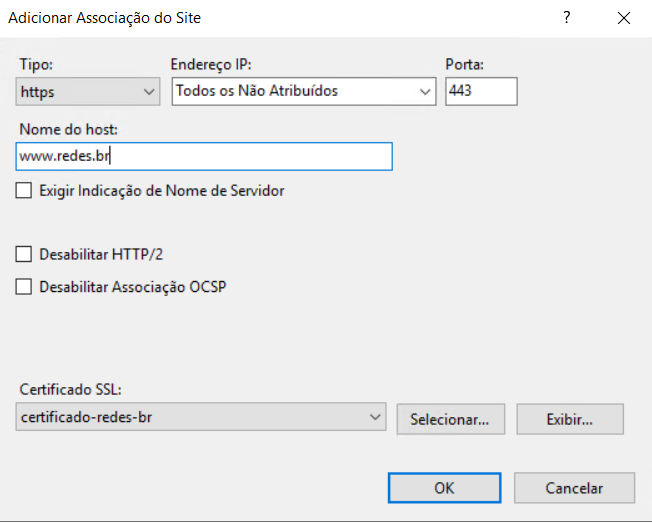 Adicionar Associação do Site
?
Tipo:
Endereço IP:
Porta:
https
Todos os Não Atribuídos
443
Nome do host:
www.redes.br
Exigir Indicação de Nome de Servidor
Desabilitar HTTP/2
Desabilitar Associação OCSP
Certificado SSL:
certificado-redes-br
Selecionar...
Exibir...
OK
Cancelar